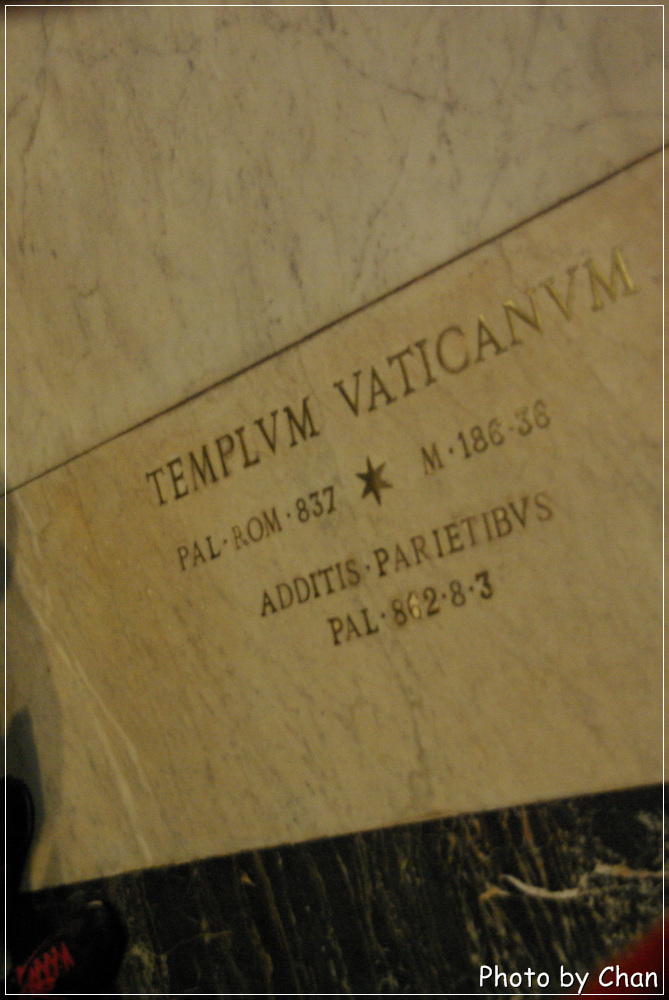 TEMPLVM VATICANVM
PAL·ROM·837 ★ M·186-36
ADDITIS·PARIETIBVS
PAL·862·8·3
Photo by Chan